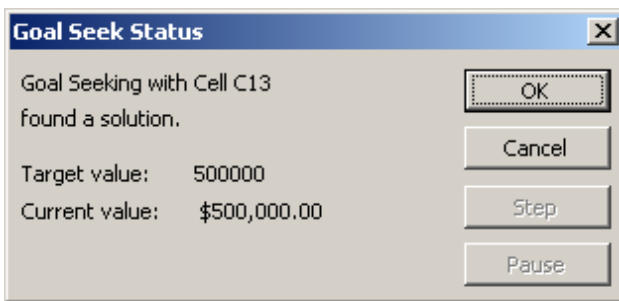 Goal Seek Status
Goal Seeking with Cell C13
found a solution.
Target value: 500000
Current value: $500,000.00
OK
Cancel
Step
Pause